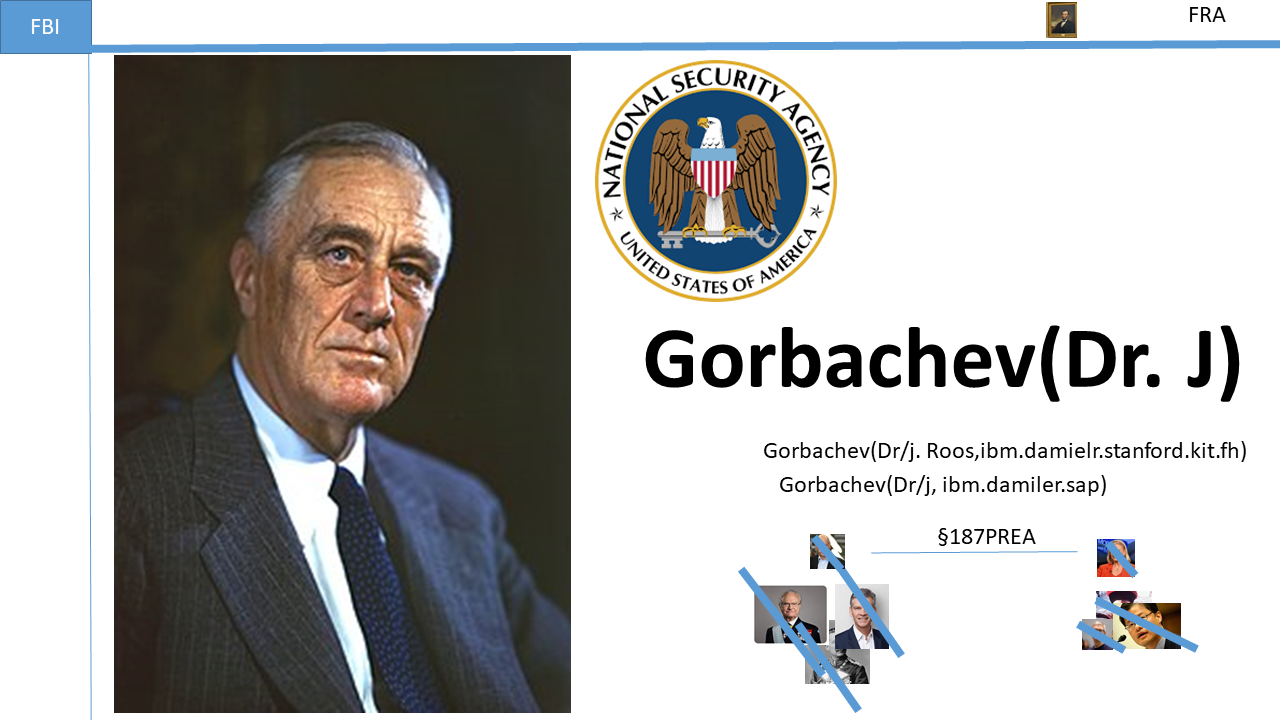 FBI
FRA
NATIONAL SECURITY AGENCY
UNITED STATES OF AMERICA
Gorbachev(Dr. J)
Gorbachev(Dr/j. Roos,ibm.damielr.stanford.kit.fh)
Gorbachev(Dr/j, ibm.damiler.sap)
§187PREA